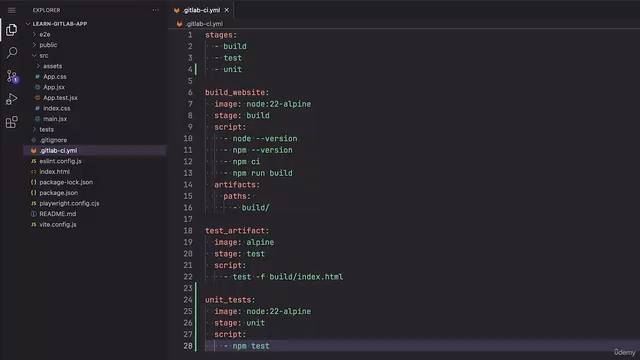 EXPLORER
...
.gitlab-ci.yml ×
LEARN-GITLAB-APP
e2e
public
src
assets
App.css
App.jsx
App.test.jsx
index.css
main.jsx
tests
.gitignore
.gitlab-ci.yml
eslint.config.js
index.html
package-lock.json
package.json
playwright.config.cjs
README.md
vite.config.js
1
.gitlab-ci.yml
1 stages:
2 - build
3 - test
4 - unit
5
6 build_website:
7 image: node:22-alpine
8 stage: build
9 script:
10 - node --version
11 - npm --version
12 - npm ci
13 - npm run build
14 artifacts:
15 paths:
16 - build/
17
18 test_artifact:
19 image: alpine
20 stage: test
21 script:
22 - test -f build/index.html
23
24 unit_tests:
25 image: node:22-alpine
26 stage: unit
27 script:
28 - npm test
udemy